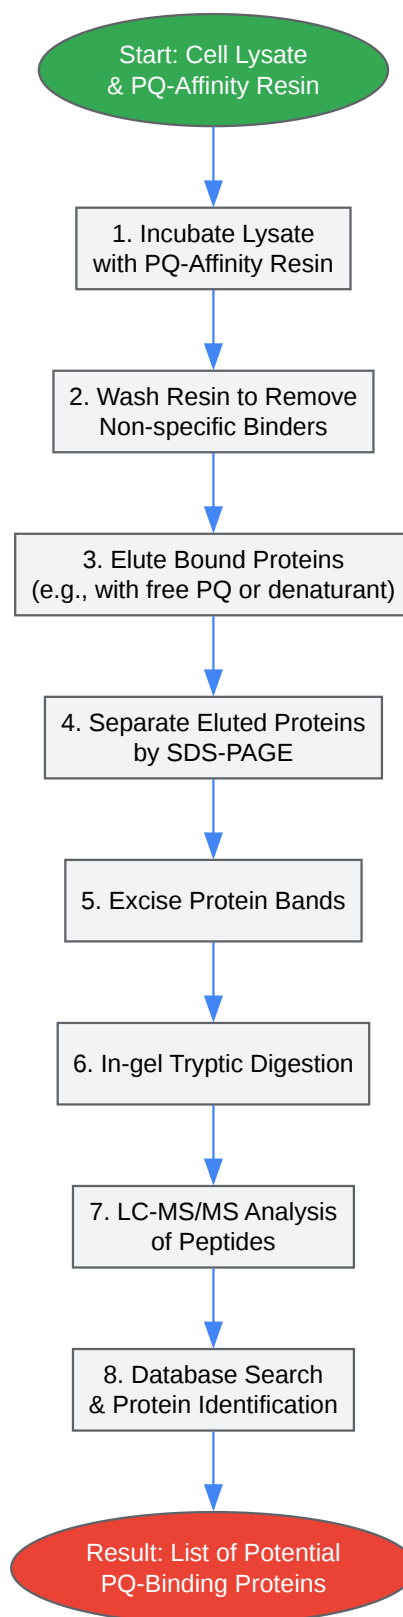 Start: Cell Lysate
& PQ-Affinity Resin
1. Incubate Lysate
with PQ-Affinity Resin
2. Wash Resin to Remove
Non-specific Binders
3. Elute Bound Proteins
(e.g., with free PQ or denaturant)
4. Separate Eluted Proteins
by SDS-PAGE
5. Excise Protein Bands
6. In-gel Tryptic Digestion
7. LC-MS/MS Analysis
of Peptides
8. Database Search
& Protein Identification
Result: List of Potential
PQ-Binding Proteins